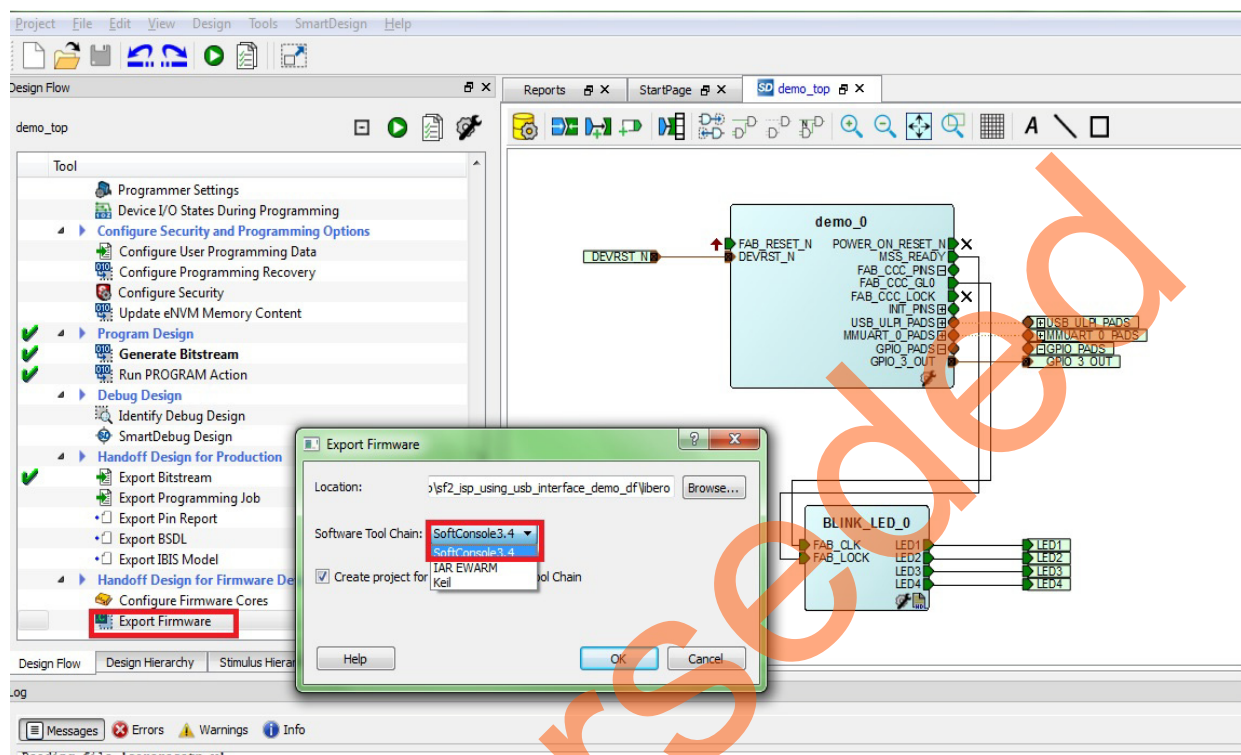 Project File Edit View Design Tools SmartDesign Help
Design Flow
demo_top
Tool
Programmer Settings
Device I/O States During Programming
Configure Security and Programming Options
Configure User Programming Data
Configure Programming Recovery
Configure Security
Update eNVM Memory Content
Program Design
Generate Bitstream
Run PROGRAM Action
Debug Design
Identify Debug Design
SmartDebug Design
Handoff Design for Production
Export Bitstream
Export Programming Job
Export Pin Report
Export BSDL
Export IBIS Model
Handoff Design for Firmware De
Configure Firmware Cores
Export Firmware
Design Flow Design Hierarchy Stimulus Hierar
Reports StartPage demo_top
demo_0
FAB_RESET_N POWER_ON_RESET_N
DEVRST_N DEVRST_N MSS_READY
FAB_CCC_PINS
FAB_CCC_GL0
FAB_CCC_LOCK
INIT_PINS
USB_ULPI_PADS USB_ULPI_PADS
MMUART_0_PADS MMUART_0_PADS
GPIO_PADS GPIO_PADS
GPIO_3_OUT GPIO_3_OUT
BLINK_LED_0
FAB_CLK LED1 LED1
FAB_LOCK LED2 LED2
LED3 LED3
LED4 LED4
Export Firmware
Location: o\sf2_isp_using_usb_interface_demo_df\libero Browse...
Software Tool Chain: SoftConsole3.4
SoftConsole3.4
IAR EWARM
Keil
Create project for ool Chain
Help OK Cancel
Log
Messages Errors Warnings Info
rseded